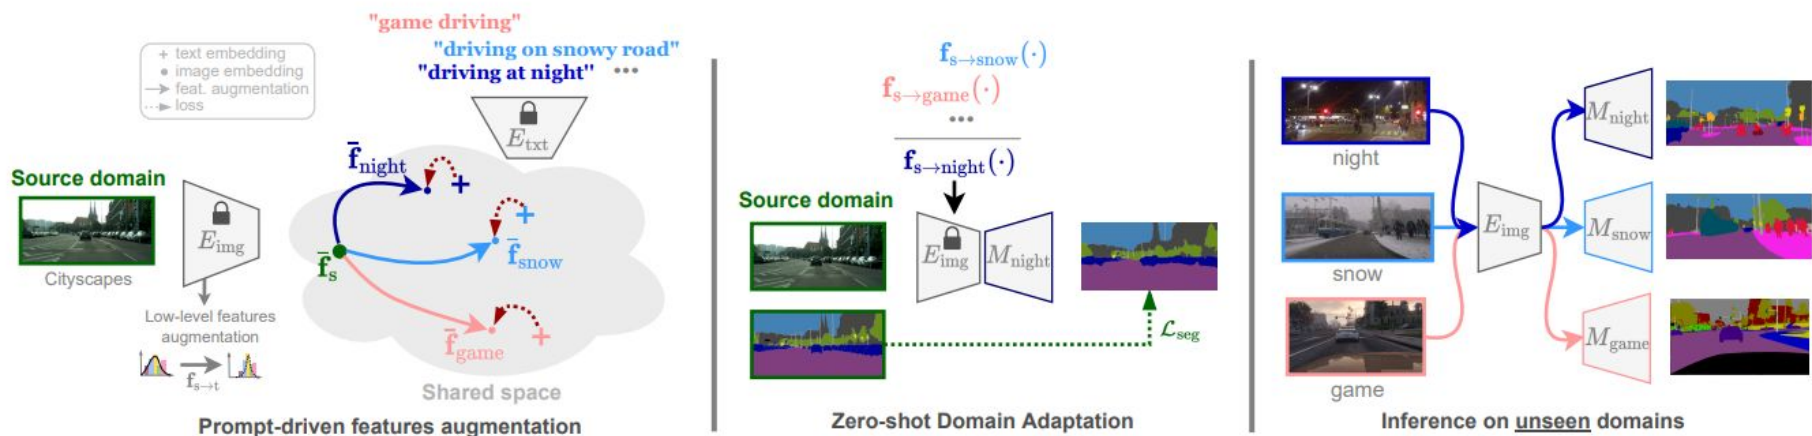 "game driving"
"driving on snowy road"
"driving at night" ···
text embedding
image embedding
feat. augmentation
loss
E_txt
Source domain
Cityscapes
E_img
Low-level features
augmentation
f_s→t
f̄_night
f̄_s
f̄_snow
f̄_game
Shared space
Prompt-driven features augmentation
f_s→snow(·)
f_s→game(·)
···
f_s→night(·)
Source domain
E_img
M_night
ℒ_seg
Zero-shot Domain Adaptation
night
snow
game
E_img
M_night
M_snow
M_game
Inference on unseen domains